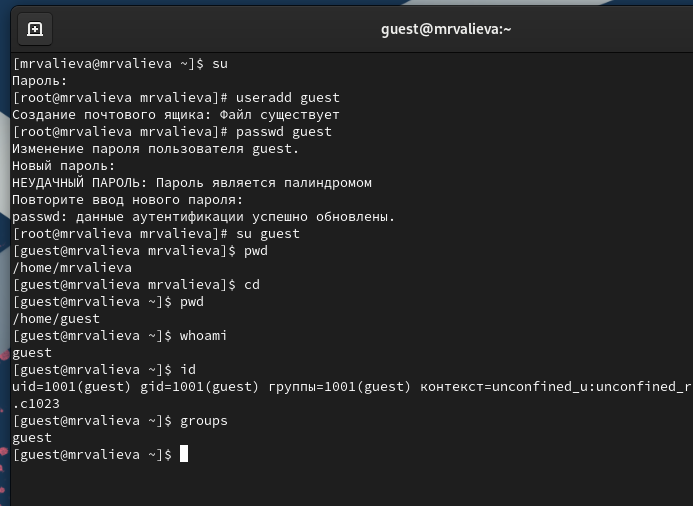 guest@mrvalieva:~
[mrvalieva@mrvalieva ~]$ su
Пароль:
[root@mrvalieva mrvalieva]# useradd guest
Создание почтового ящика: Файл существует
[root@mrvalieva mrvalieva]# passwd guest
Изменение пароля пользователя guest.
Новый пароль:
НЕУДАЧНЫЙ ПАРОЛЬ: Пароль является палиндромом
Повторите ввод нового пароля:
passwd: данные аутентификации успешно обновлены.
[root@mrvalieva mrvalieva]# su guest
[guest@mrvalieva mrvalieva]$ pwd
/home/mrvalieva
[guest@mrvalieva mrvalieva]$ cd
[guest@mrvalieva ~]$ pwd
/home/guest
[guest@mrvalieva ~]$ whoami
guest
[guest@mrvalieva ~]$ id
uid=1001(guest) gid=1001(guest) группы=1001(guest) контекст=unconfined_u:unconfined_r
.c1023
[guest@mrvalieva ~]$ groups
guest
[guest@mrvalieva ~]$